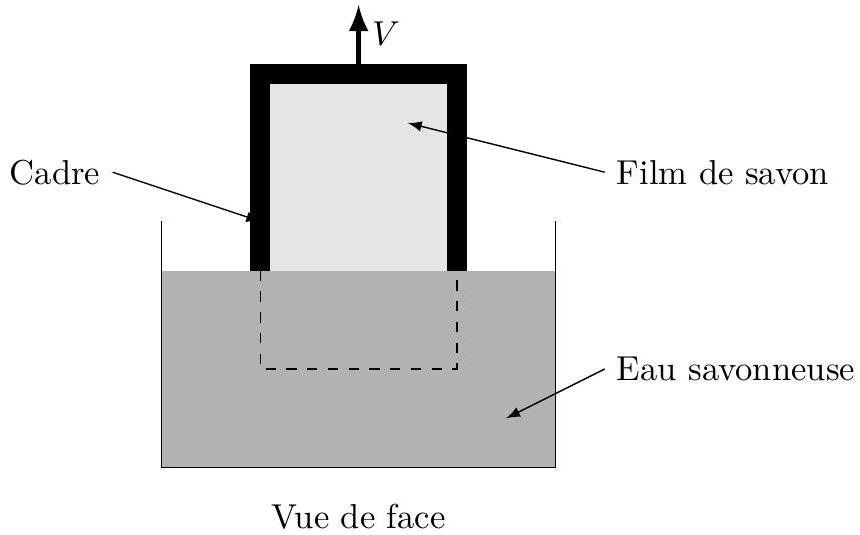 V
Cadre
Film de savon
Eau savonneuse
Vue de face